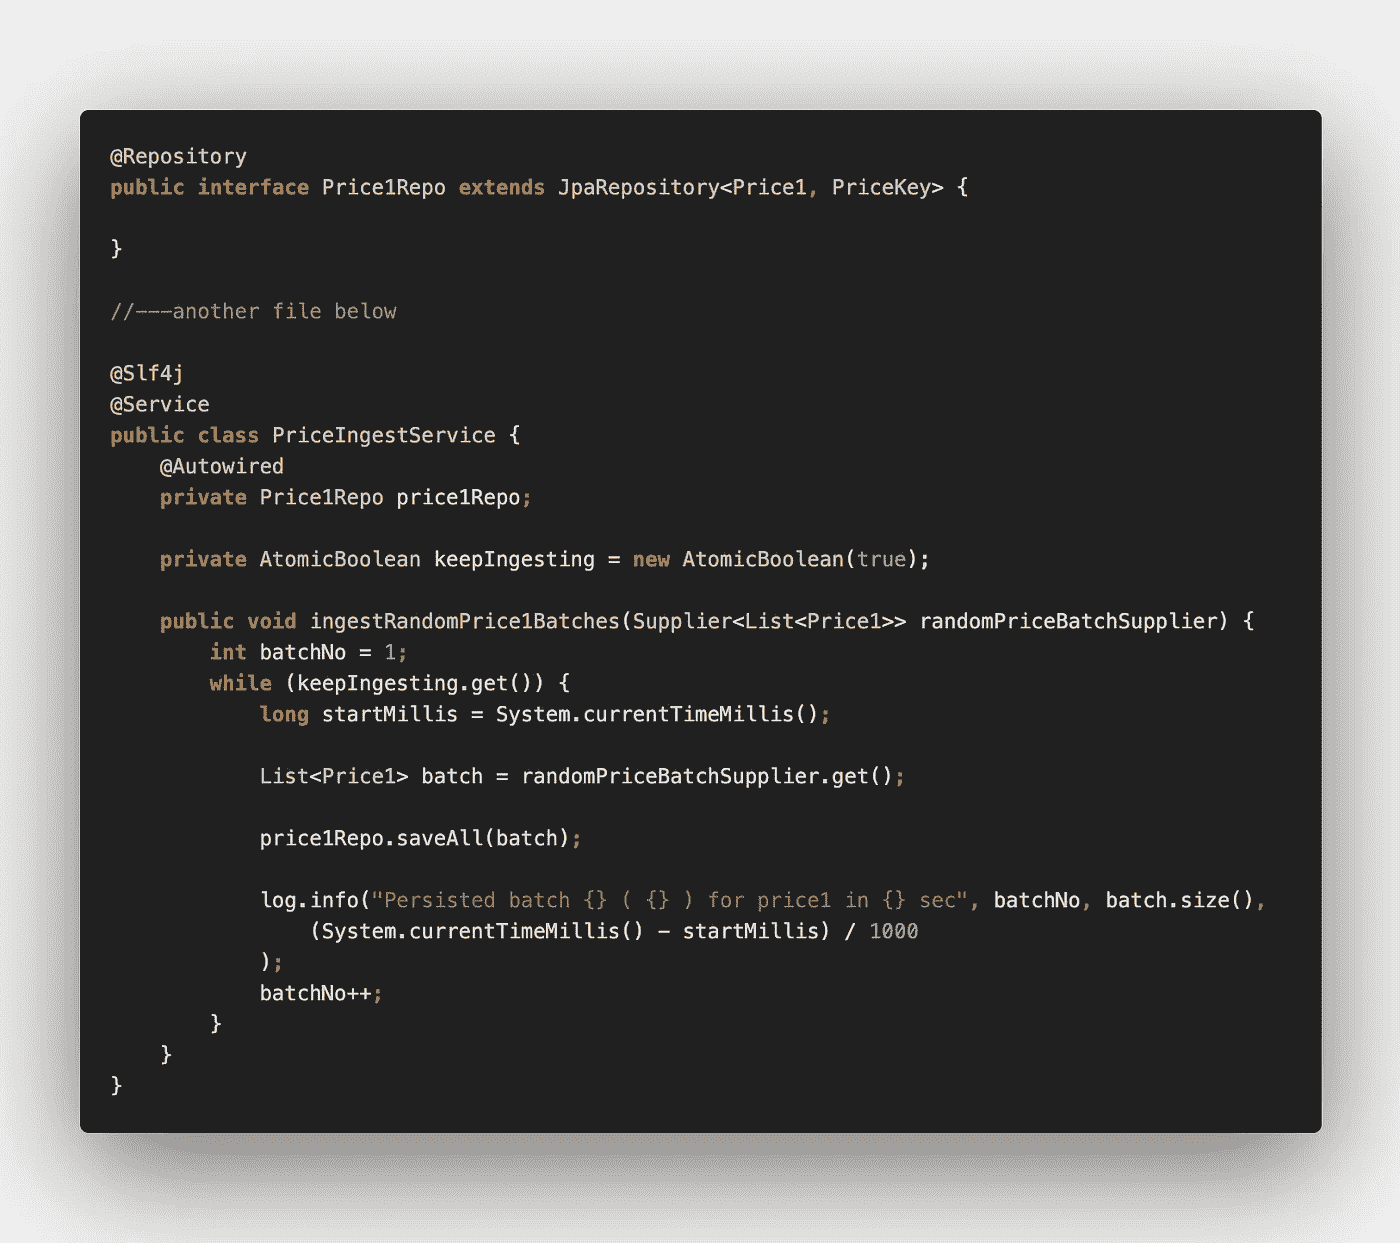 @Repository
public interface Price1Repo extends JpaRepository<Price1, PriceKey> {
}
//---another file below
@Slf4j
@Service
public class PriceIngestService {
    @Autowired
    private Price1Repo price1Repo;
    private AtomicBoolean keepIngesting = new AtomicBoolean(true);
    public void ingestRandomPrice1Batches(Supplier<List<Price1>> randomPriceBatchSupplier) {
        int batchNo = 1;
        while (keepIngesting.get()) {
            long startMillis = System.currentTimeMillis();
            List<Price1> batch = randomPriceBatchSupplier.get();
            price1Repo.saveAll(batch);
            log.info("Persisted batch {} ( {} ) for price1 in {} sec", batchNo, batch.size(),
                (System.currentTimeMillis() - startMillis) / 1000
            );
            batchNo++;
        }
    }
}